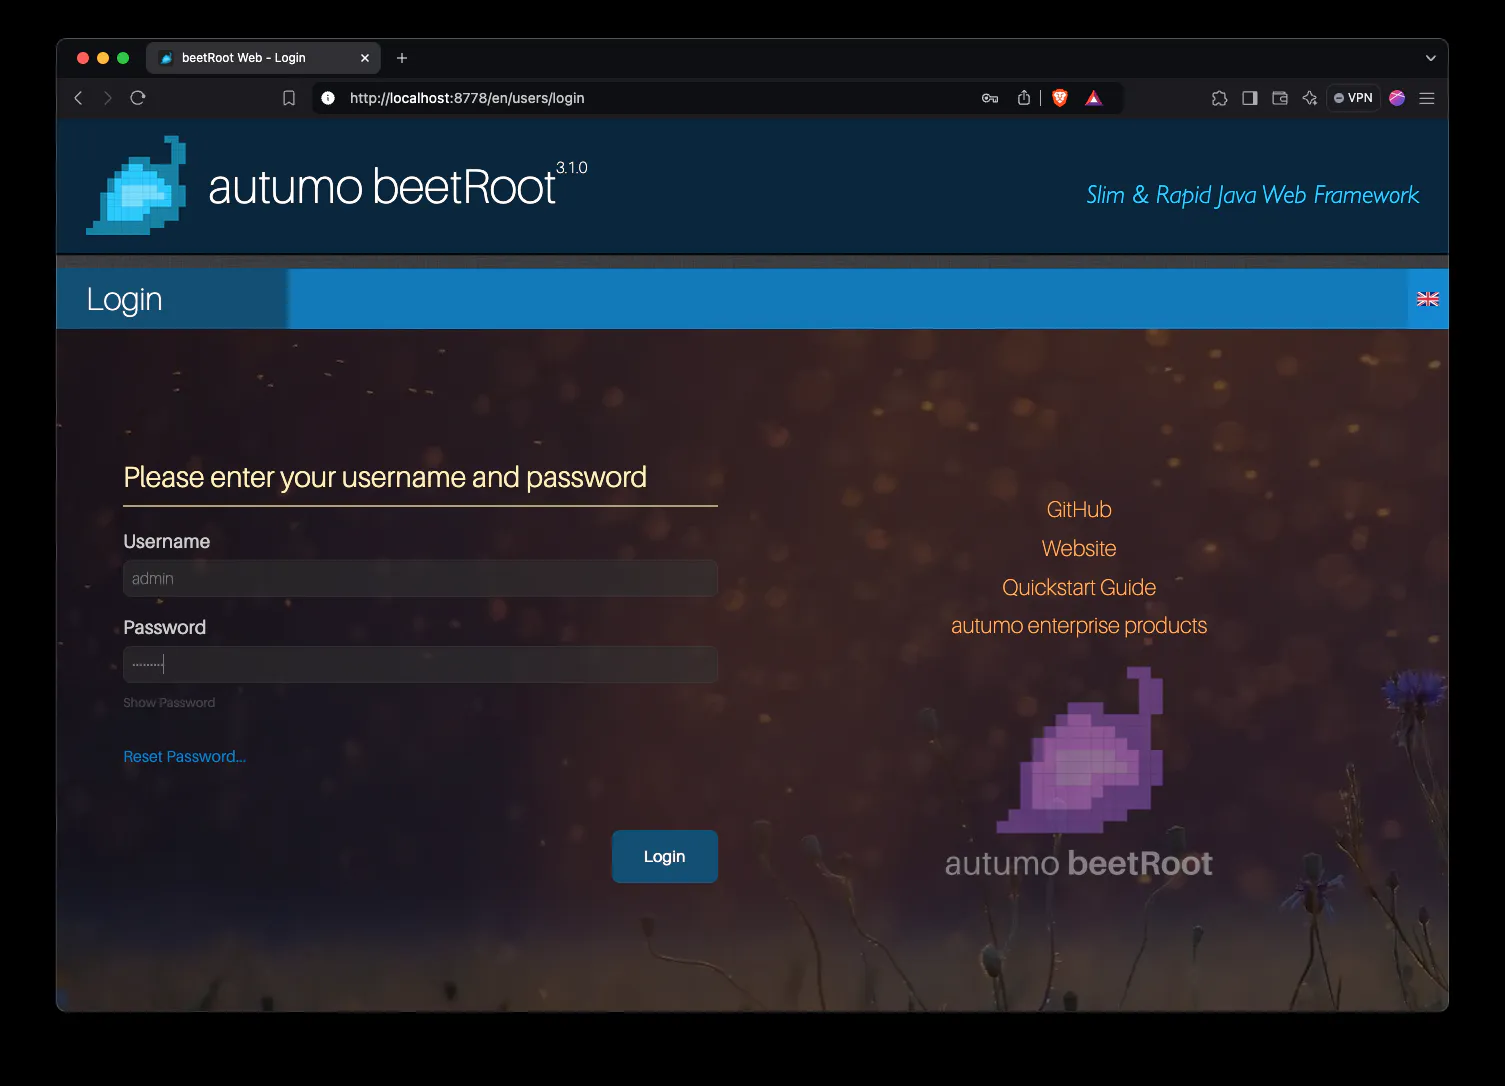 beetRoot Web - Login
http://localhost:8778/en/users/login
VPN
autumo beetRoot 3.1.0
Slim & Rapid Java Web Framework
Login
Please enter your username and password
Username
admin
Password
Show Password
Reset Password...
Login
GitHub
Website
Quickstart Guide
autumo enterprise products
autumo beetRoot